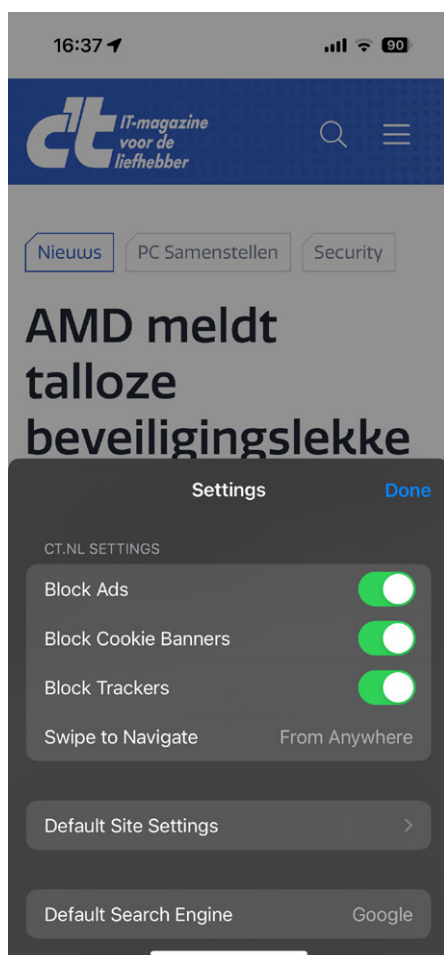 16:37
90
c't IT-magazine
voor de
liefhebber
Nieuws PC Samenstellen Security
AMD meldt
talloze
beveiligingslekke
Settings Done
CT.NL SETTINGS
Block Ads
Block Cookie Banners
Block Trackers
Swipe to Navigate From Anywhere
Default Site Settings
Default Search Engine Google